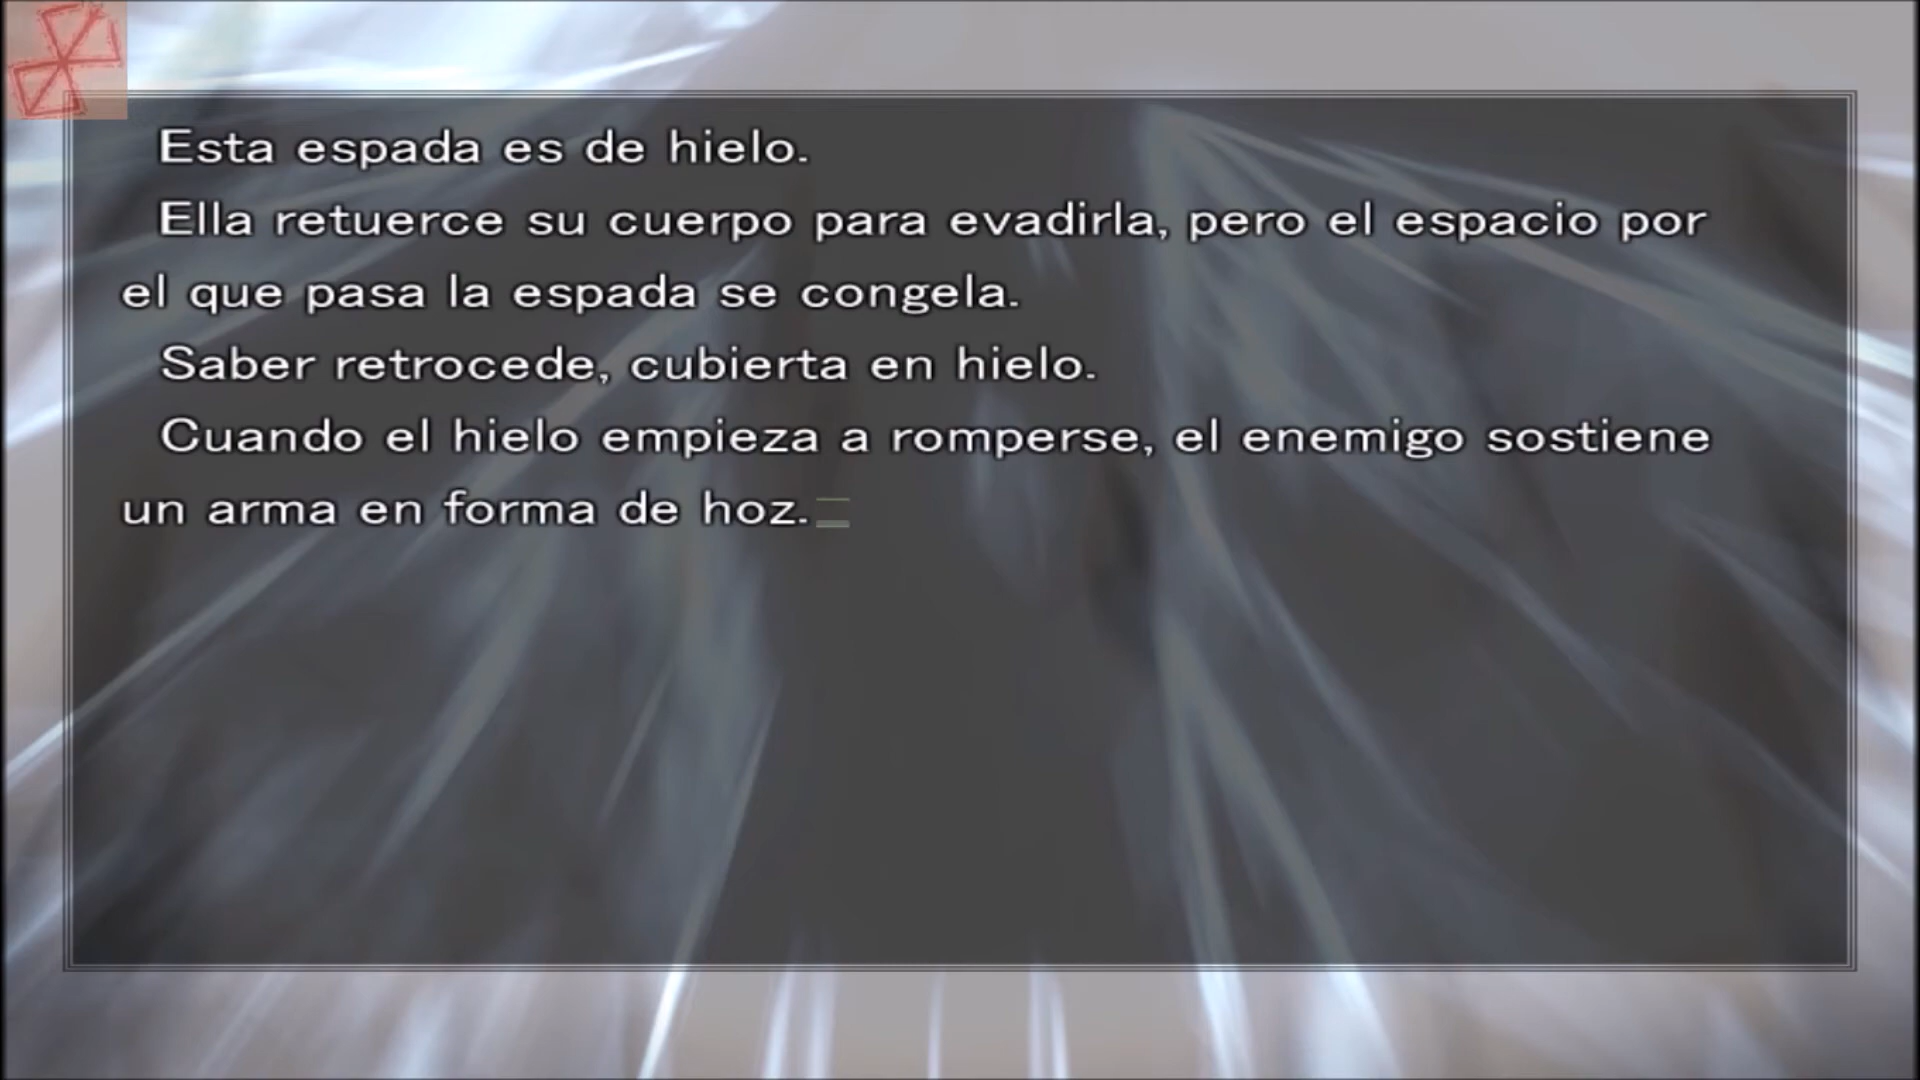 Esta espada es de hielo.
Ella retuerce su cuerpo para evadirla, pero el espacio por
el que pasa la espada se congela.
Saber retrocede, cubierta en hielo.
Cuando el hielo empieza a romperse, el enemigo sostiene
un arma en forma de hoz.